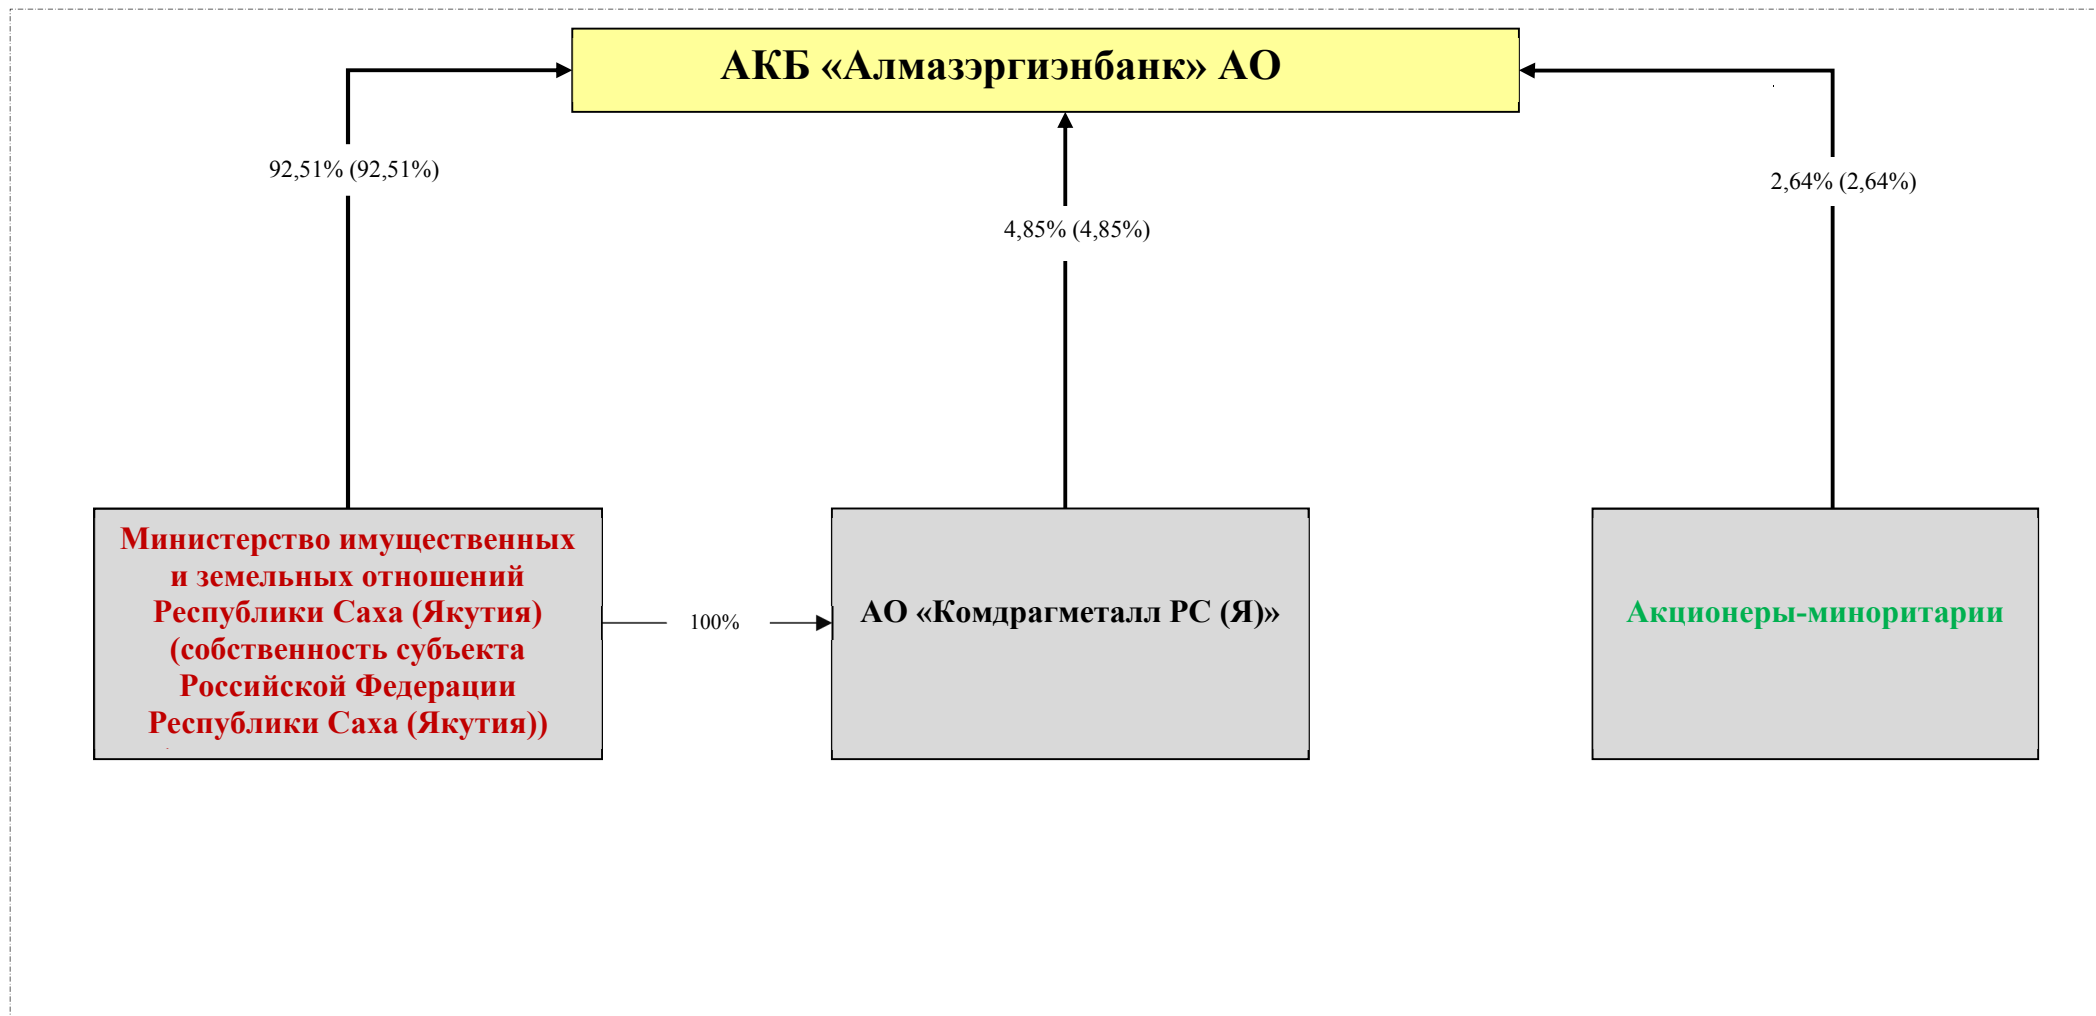 АКБ «Алмазэргиэнбанк» АО
92,51% (92,51%)
2,64% (2,64%)
4,85% (4,85%)
Министерство имущественных
и земельных отношений
Республики Саха (Якутия)
(собственность субъекта
Российской Федерации
Республики Саха (Якутия))
100%
АО «Комдрагметалл РС (Я)»
Акционеры-миноритарии